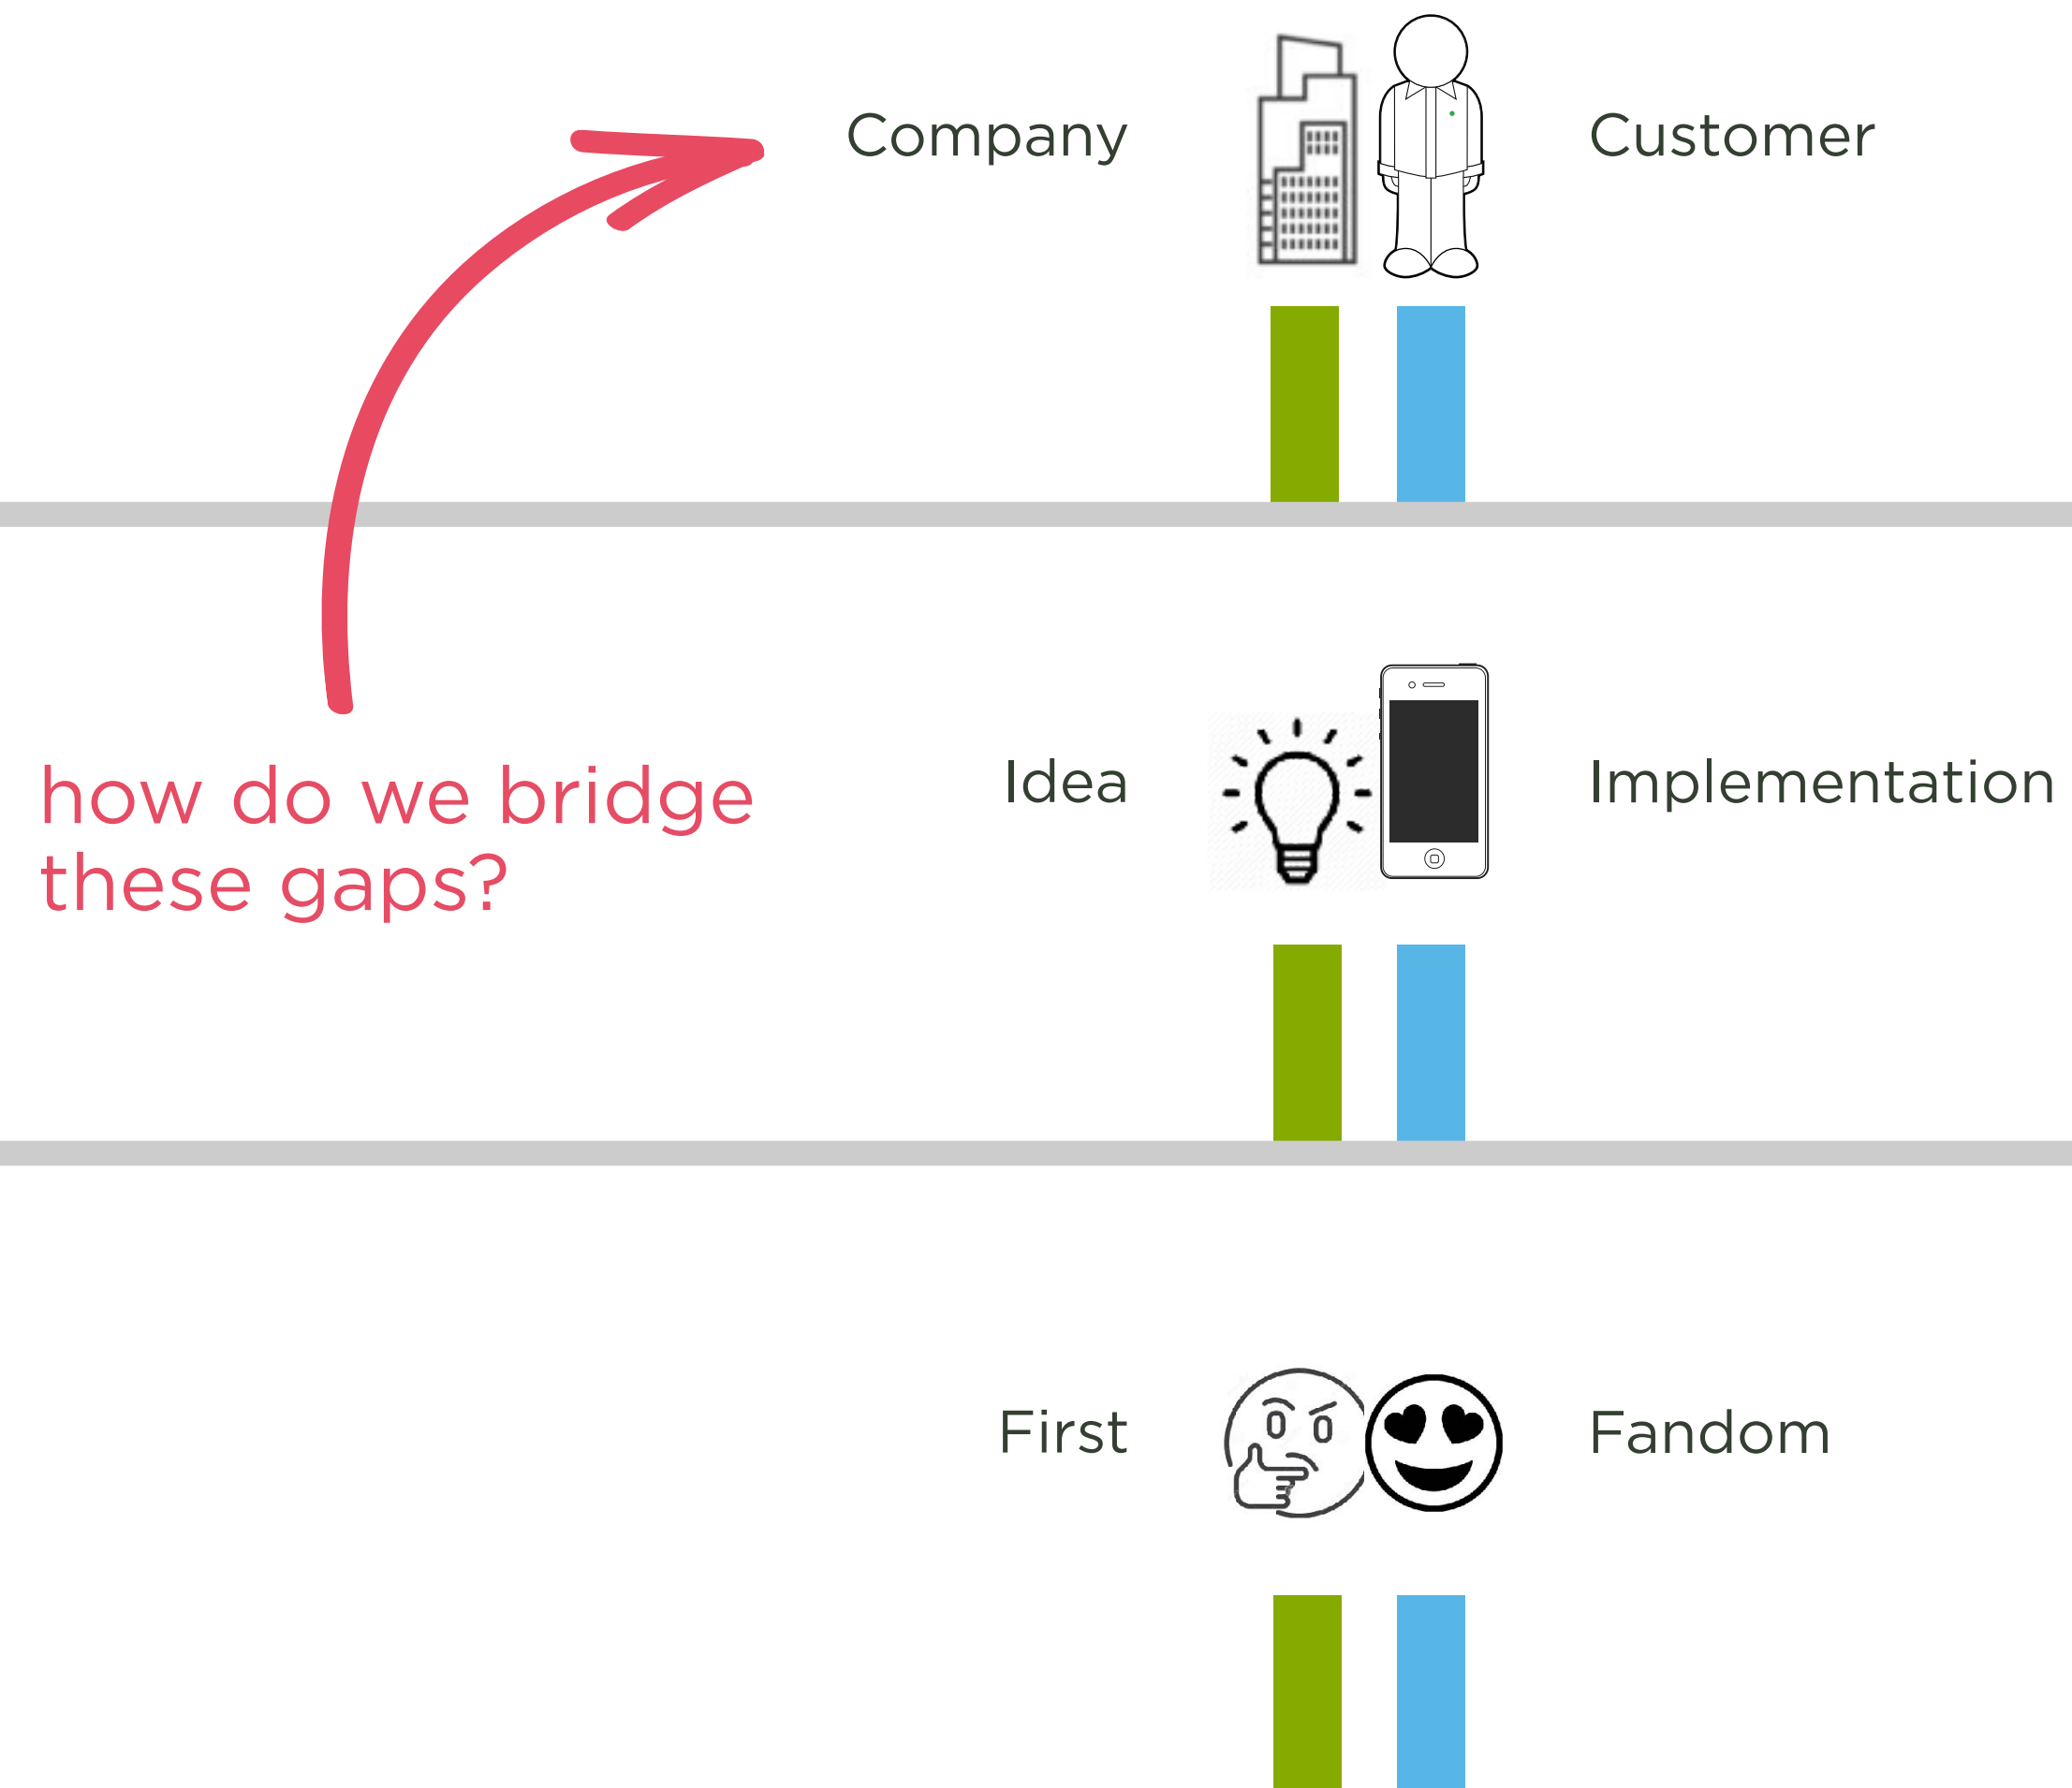 Company
Customer
how do we bridge
these gaps?
Idea
Implementation
First
Fandom